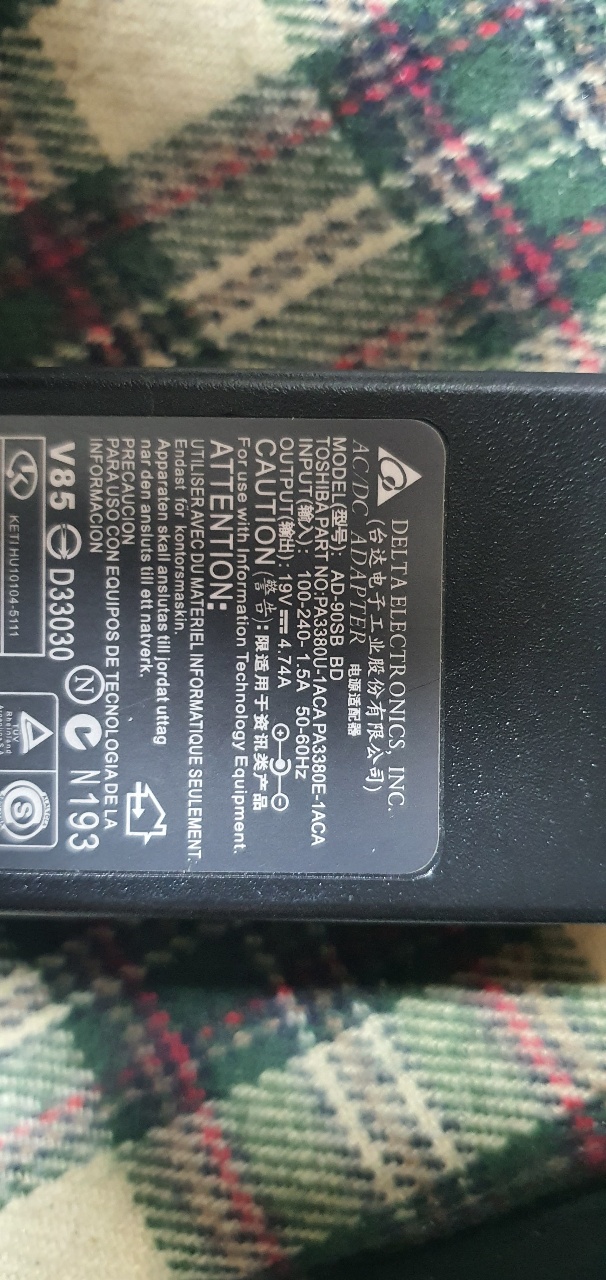 DELTA ELECTRONICS, INC.
(台达电子工业股份有限公司)
AC/DC ADAPTER 电源适配器
MODEL(型号): AD-90SB BD
TOSHIBA PART NO:PA3380U-1ACA PA3380E-1ACA
INPUT(输入): 100-240- 1.5A 50-60Hz
OUTPUT(输出): 19V⎓ 4.74A
CAUTION (警告): 限适用于资讯类产品
For use with Information Technology Equipment.
ATTENTION:
UTILISER AVEC DU MATERIEL INFORMATIQUE SEULEMENT.
Endast för kontorsmaskin.
Apparaten skall anslutas till jordat uttag
nar den ansluts till ett natverk.
PRECAUCION
PARA USO CON EQUIPOS DE TECNOLOGIA DE LA
INFORMACION
V85 D33030 N N193
K
KETI HU10104-5111
TUV
Rheinland
S